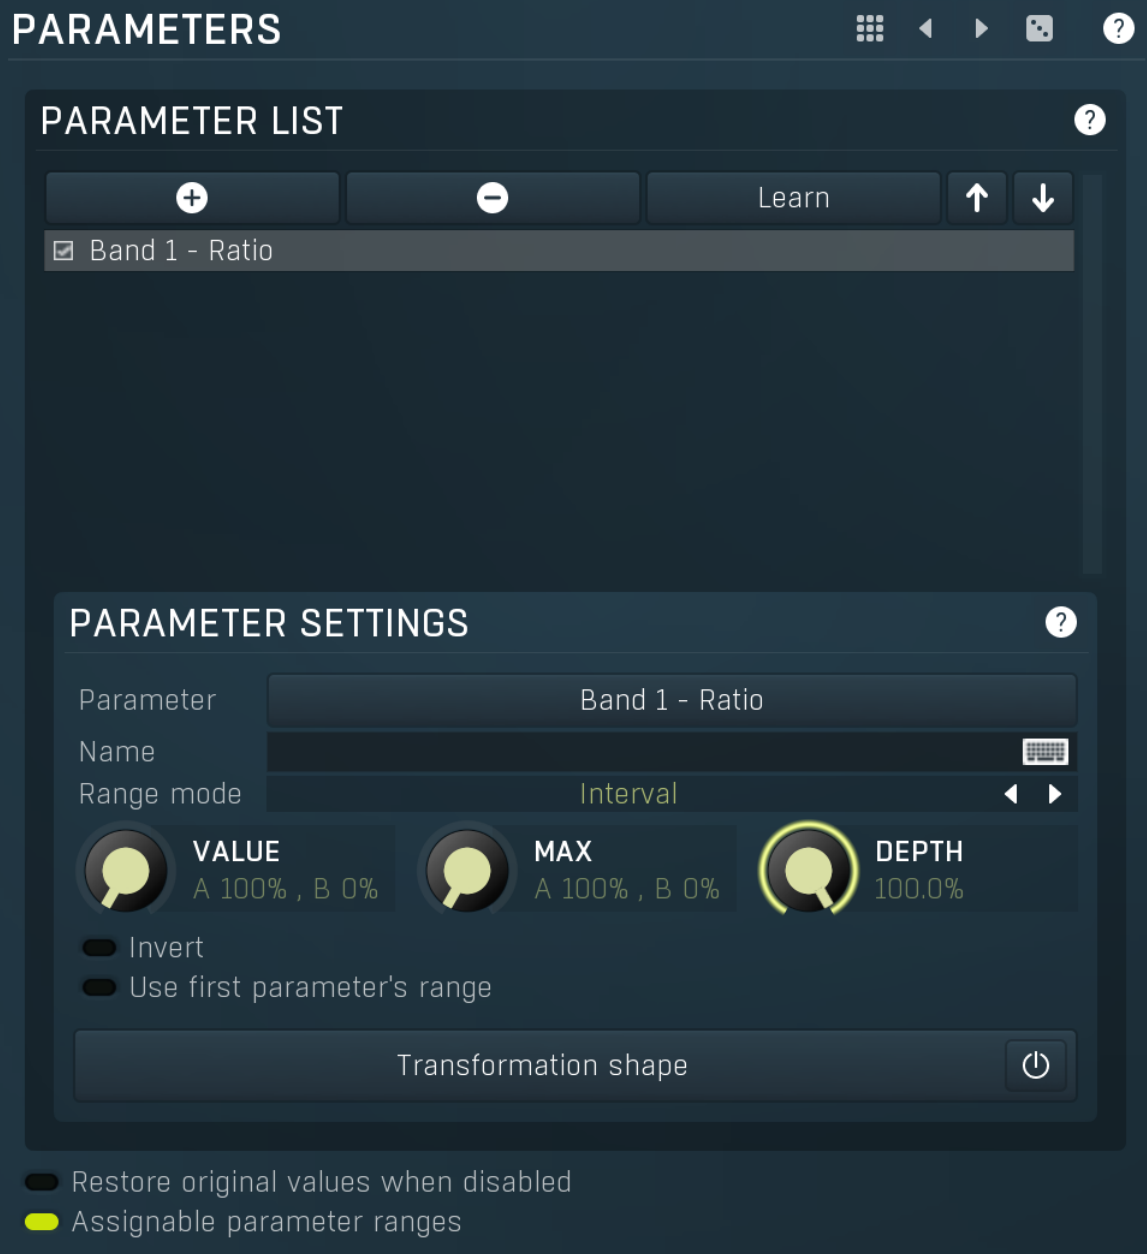 PARAMETERS
?
PARAMETER LIST
?
Learn
Band 1 - Ratio
PARAMETER SETTINGS
?
Parameter
Band 1 - Ratio
Name
Range mode
Interval
VALUE
A 100% , B 0%
MAX
A 100% , B 0%
DEPTH
100.0%
Invert
Use first parameter's range
Transformation shape
Restore original values when disabled
Assignable parameter ranges